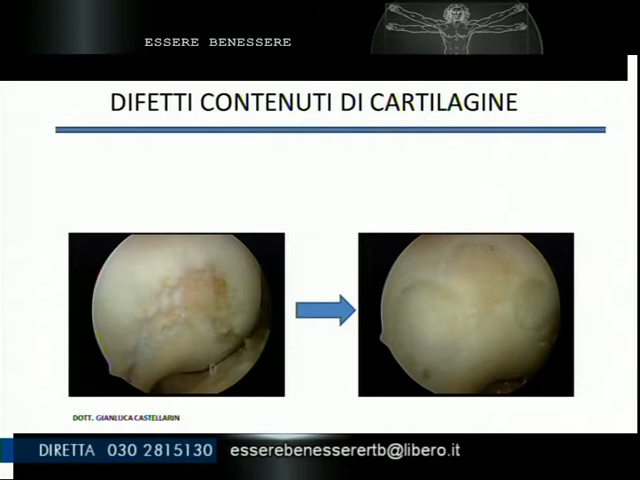 ESSERE BENESSERE
DIFETTI CONTENUTI DI CARTILAGINE
DOTT. GIANLUCA CASTELLARIN
DIRETTA 030 2815130 esserebenesserertb@libero.it